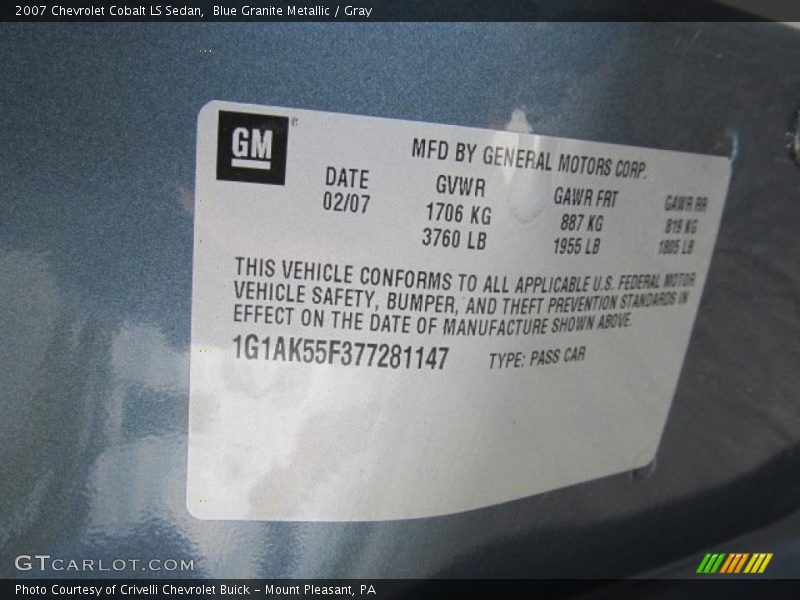 2007 Chevrolet Cobalt LS Sedan, Blue Granite Metallic / Gray
GM®
MFD BY GENERAL MOTORS CORP.
DATE GVWR GAWR FRT GAWR RR
02/07 1706 KG 887 KG 819 KG
3760 LB 1955 LB 1805 LB
THIS VEHICLE CONFORMS TO ALL APPLICABLE U.S. FEDERAL MOTOR
VEHICLE SAFETY, BUMPER, AND THEFT PREVENTION STANDARDS IN
EFFECT ON THE DATE OF MANUFACTURE SHOWN ABOVE.
1G1AK55F377281147 TYPE: PASS CAR
GTCARLOT.COM
Photo Courtesy of Crivelli Chevrolet Buick - Mount Pleasant, PA